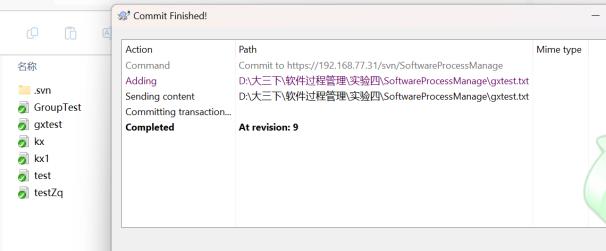 Commit Finished!
名称
.svn
GroupTest
gxtest
kx
kx1
test
testZq
Action Path Mime type
Command Commit to https://192.168.77.31/svn/SoftwareProcessManage
Adding D:\大三下\软件过程管理\实验四\SoftwareProcessManage\gxtest.txt
Sending content D:\大三下\软件过程管理\实验四\SoftwareProcessManage\gxtest.txt
Committing transaction...
Completed At revision: 9